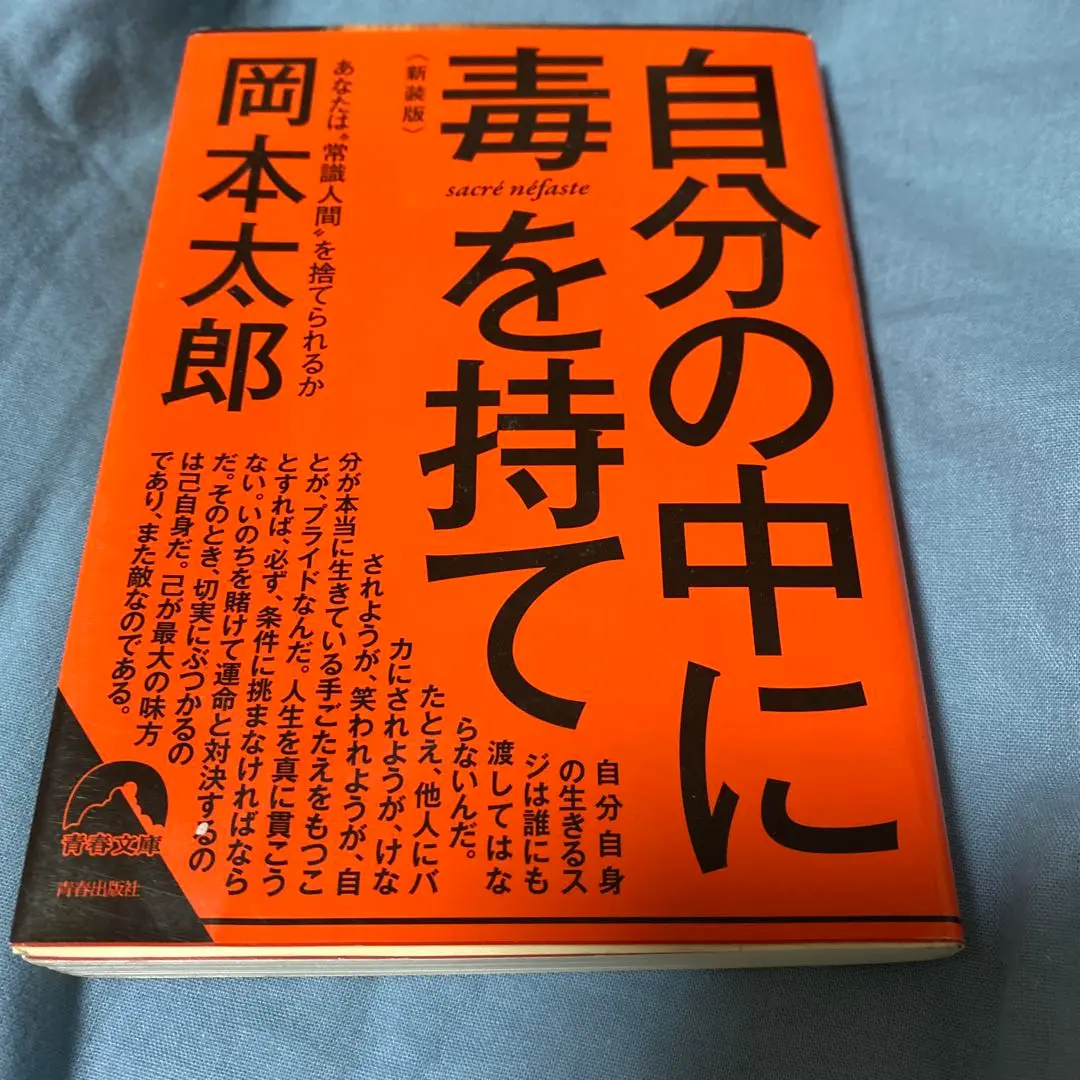 自分の中に
毒を持て
sacré néfaste
〈新装版〉
あなたは“常識人間”を捨てられるか
岡本太郎
自分自身
の生きるス
ジは誰にも
渡してはな
らないんだ。
たとえ、他人にバ
カにされようが、けな
されようが、笑われようが、自
分が本当に生きている手ごたえをもつこ
とが、プライドなんだ。人生を真に貫こう
とすれば、必ず、条件に挑まなければなら
ない。いのちを賭けて運命と対決するの
だ。そのとき、切実にぶつかるの
は己自身だ。己が最大の味方
であり、また敵なのである。
青春文庫
青春出版社